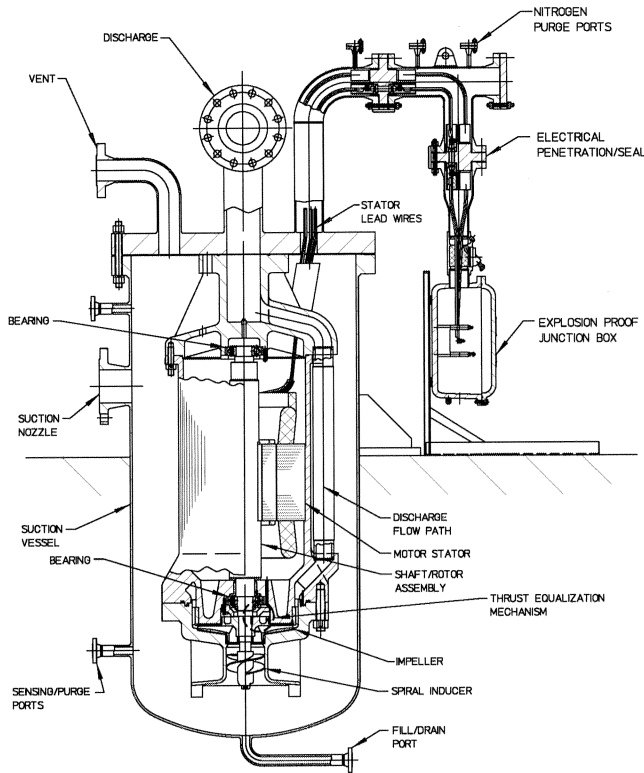 NITROGEN
PURGE PORTS
DISCHARGE
VENT
ELECTRICAL
PENETRATION/SEAL
STATOR
LEAD WIRES
BEARING
EXPLOSION PROOF
JUNCTION BOX
SUCTION
NOZZLE
DISCHARGE
FLOW PATH
SUCTION
VESSEL
MOTOR STATOR
BEARING
SHAFT/ROTOR
ASSEMBLY
THRUST EQUALIZATION
MECHANISM
IMPELLER
SENSING/PURGE
PORTS
SPIRAL INDUCER
FILL/DRAIN
PORT